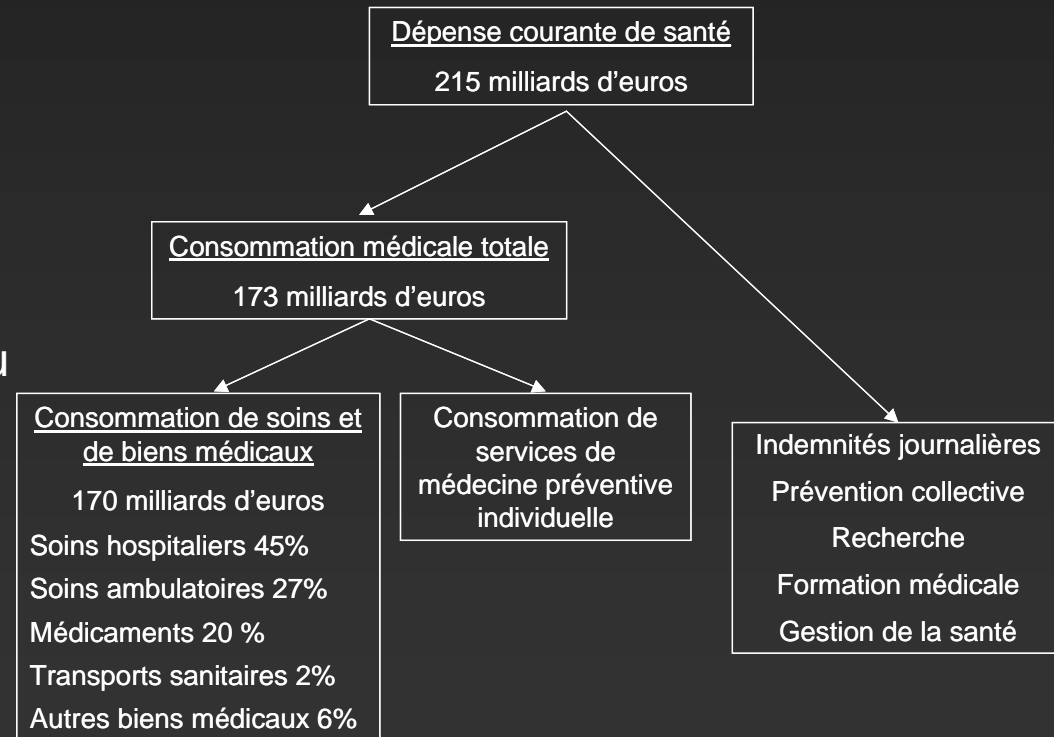 Dépense courante de santé
215 milliards d'euros
Consommation médicale totale
173 milliards d'euros
u
Consommation de soins et
de biens médicaux
170 milliards d'euros
Soins hospitaliers 45%
Soins ambulatoires 27%
Médicaments 20 %
Transports sanitaires 2%
Autres biens médicaux 6%
Consommation de
services de
médecine préventive
individuelle
Indemnités journalières
Prévention collective
Recherche
Formation médicale
Gestion de la santé